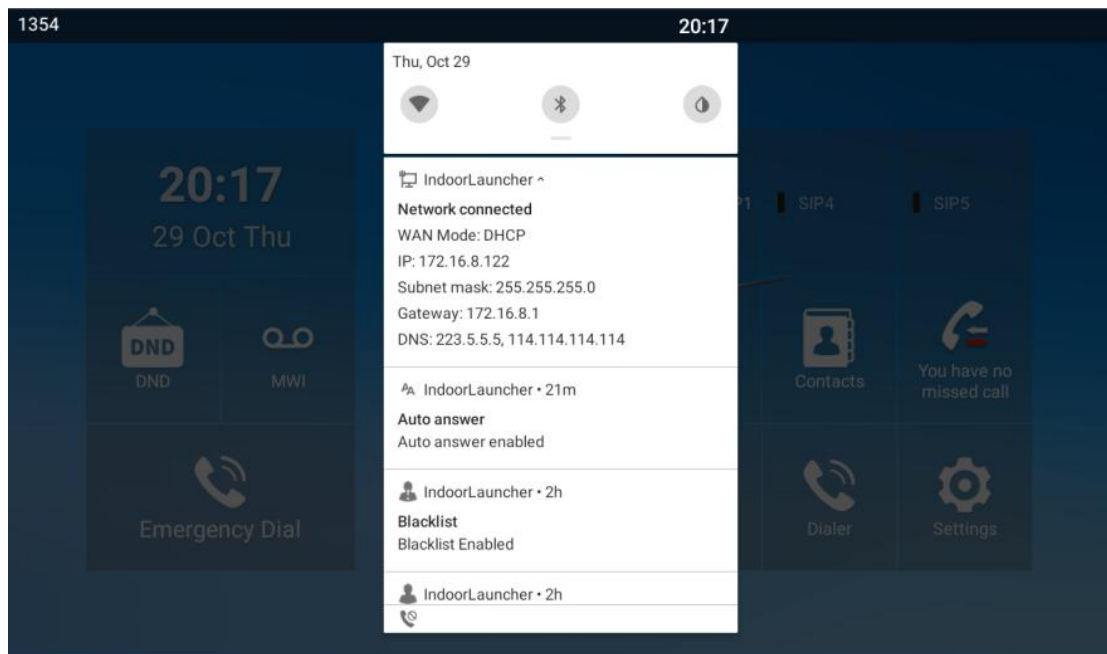 1354
20:17
Thu, Oct 29
IndoorLauncher
Network connected
WAN Mode: DHCP
IP: 172.16.8.122
Subnet mask: 255.255.255.0
Gateway: 172.16.8.1
DNS: 223.5.5.5, 114.114.114.114
IndoorLauncher • 21m
Auto answer
Auto answer enabled
IndoorLauncher • 2h
Blacklist
Blacklist Enabled
IndoorLauncher • 2h
20:17
29 Oct Thu
DND
DND
MWI
Emergency Dial
SIP4
SIP5
Contacts
You have no
missed call
Dialer
Settings